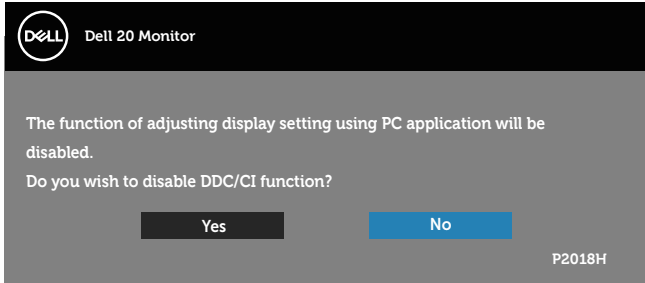 DELL
Dell 20 Monitor
The function of adjusting display setting using PC application will be
disabled.
Do you wish to disable DDC/CI function?
Yes
No
P2018H